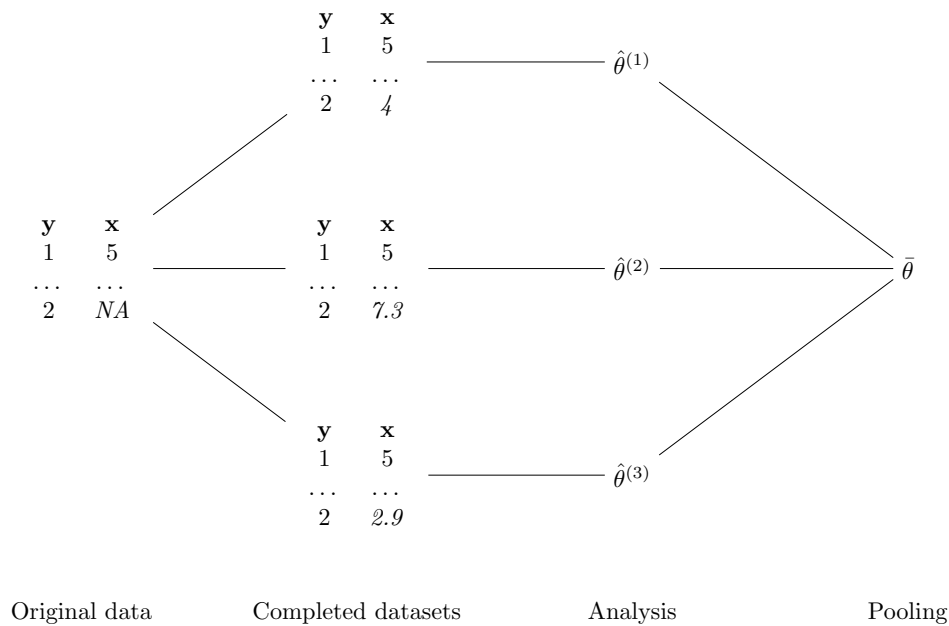 y x
1 5
… …
2 4
θ̂⁽¹⁾
y x
1 5
… …
2 NA
y x
1 5
… …
2 7.3
θ̂⁽²⁾
θ̄
y x
1 5
… …
2 2.9
θ̂⁽³⁾
Original data Completed datasets Analysis Pooling